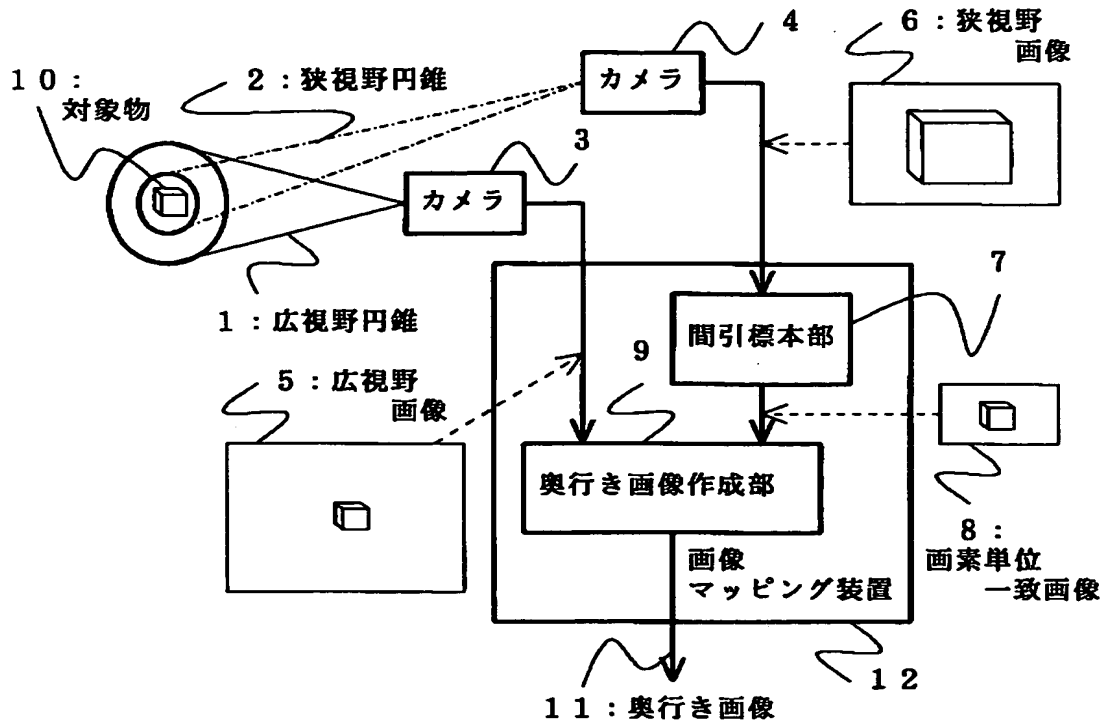 4
6：狭視野
画像
カメラ
10：
対象物
2：狭視野円錐
3
カメラ
1：広視野円錐
7
間引標本部
9
5：広視野
画像
奥行き画像作成部
8：
画素単位
一致画像
画像
マッピング装置
12
11：奥行き画像